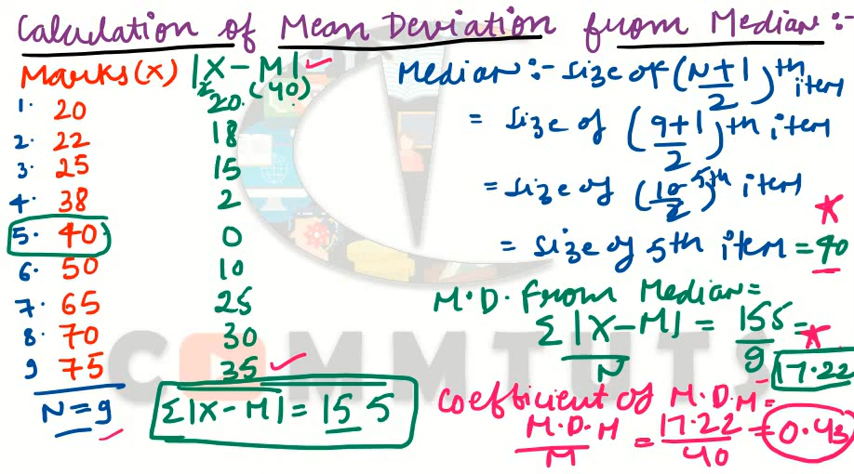 Calculation of Mean Deviation from Median:-
Marks(x) |X-M| ✓
(40)
1. 20 20
2. 22 18
3. 25 15
4. 38 2
5. 40 0
6. 50 10
7. 65 25
8. 70 30
9 75 35 ✓
N=9 ✓ Σ|X-M| = 155
Median:- size of (N+1/2)th item
= size of (9+1/2)th item
= size of (10/2)5th item
= size of 5th item = 40
M.D. from Median =
Σ|X-M|/N = 155/9 = 17.22
Coefficient of M.D.M =
M.D.M/M = 17.22/40 = 0.43
COMMTUTS